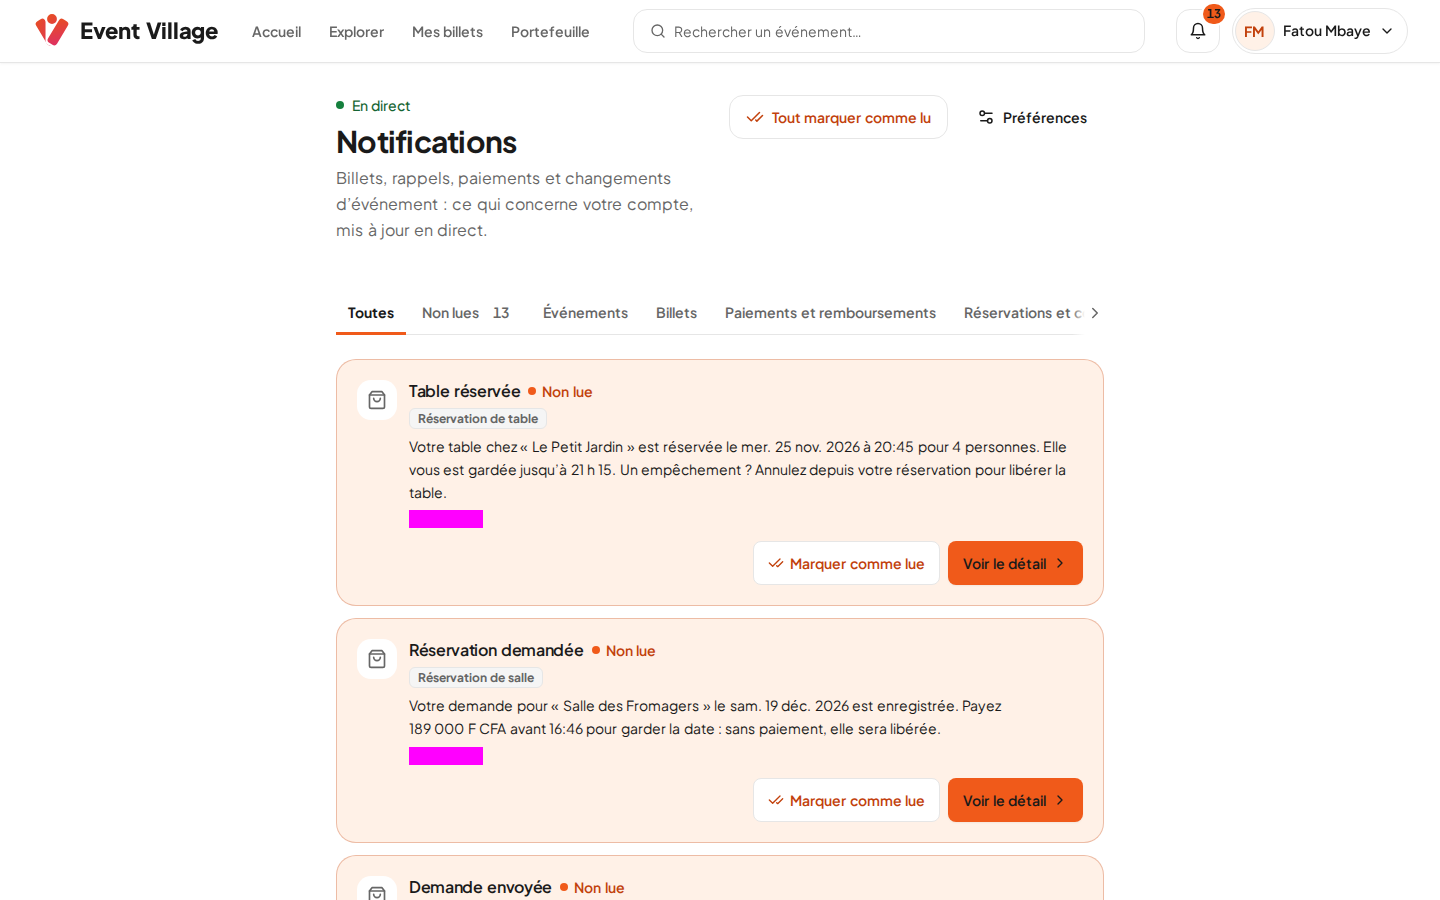 Event Village
Accueil
Explorer
Mes billets
Portefeuille
Rechercher un événement…
13
FM
Fatou Mbaye
En direct
Notifications
Billets, rappels, paiements et changements
d’événement : ce qui concerne votre compte,
mis à jour en direct.
Tout marquer comme lu
Préférences
Toutes
Non lues 13
Événements
Billets
Paiements et remboursements
Réservations et
Table réservée
Non lue
Réservation de table
Votre table chez « Le Petit Jardin » est réservée le mer. 25 nov. 2026 à 20:45 pour 4 personnes. Elle
vous est gardée jusqu’à 21 h 15. Un empêchement ? Annulez depuis votre réservation pour libérer la
table.
Marquer comme lue
Voir le détail
Réservation demandée
Non lue
Réservation de salle
Votre demande pour « Salle des Fromagers » le sam. 19 déc. 2026 est enregistrée. Payez
189 000 F CFA avant 16:46 pour garder la date : sans paiement, elle sera libérée.
Marquer comme lue
Voir le détail
Demande envoyée
Non lue